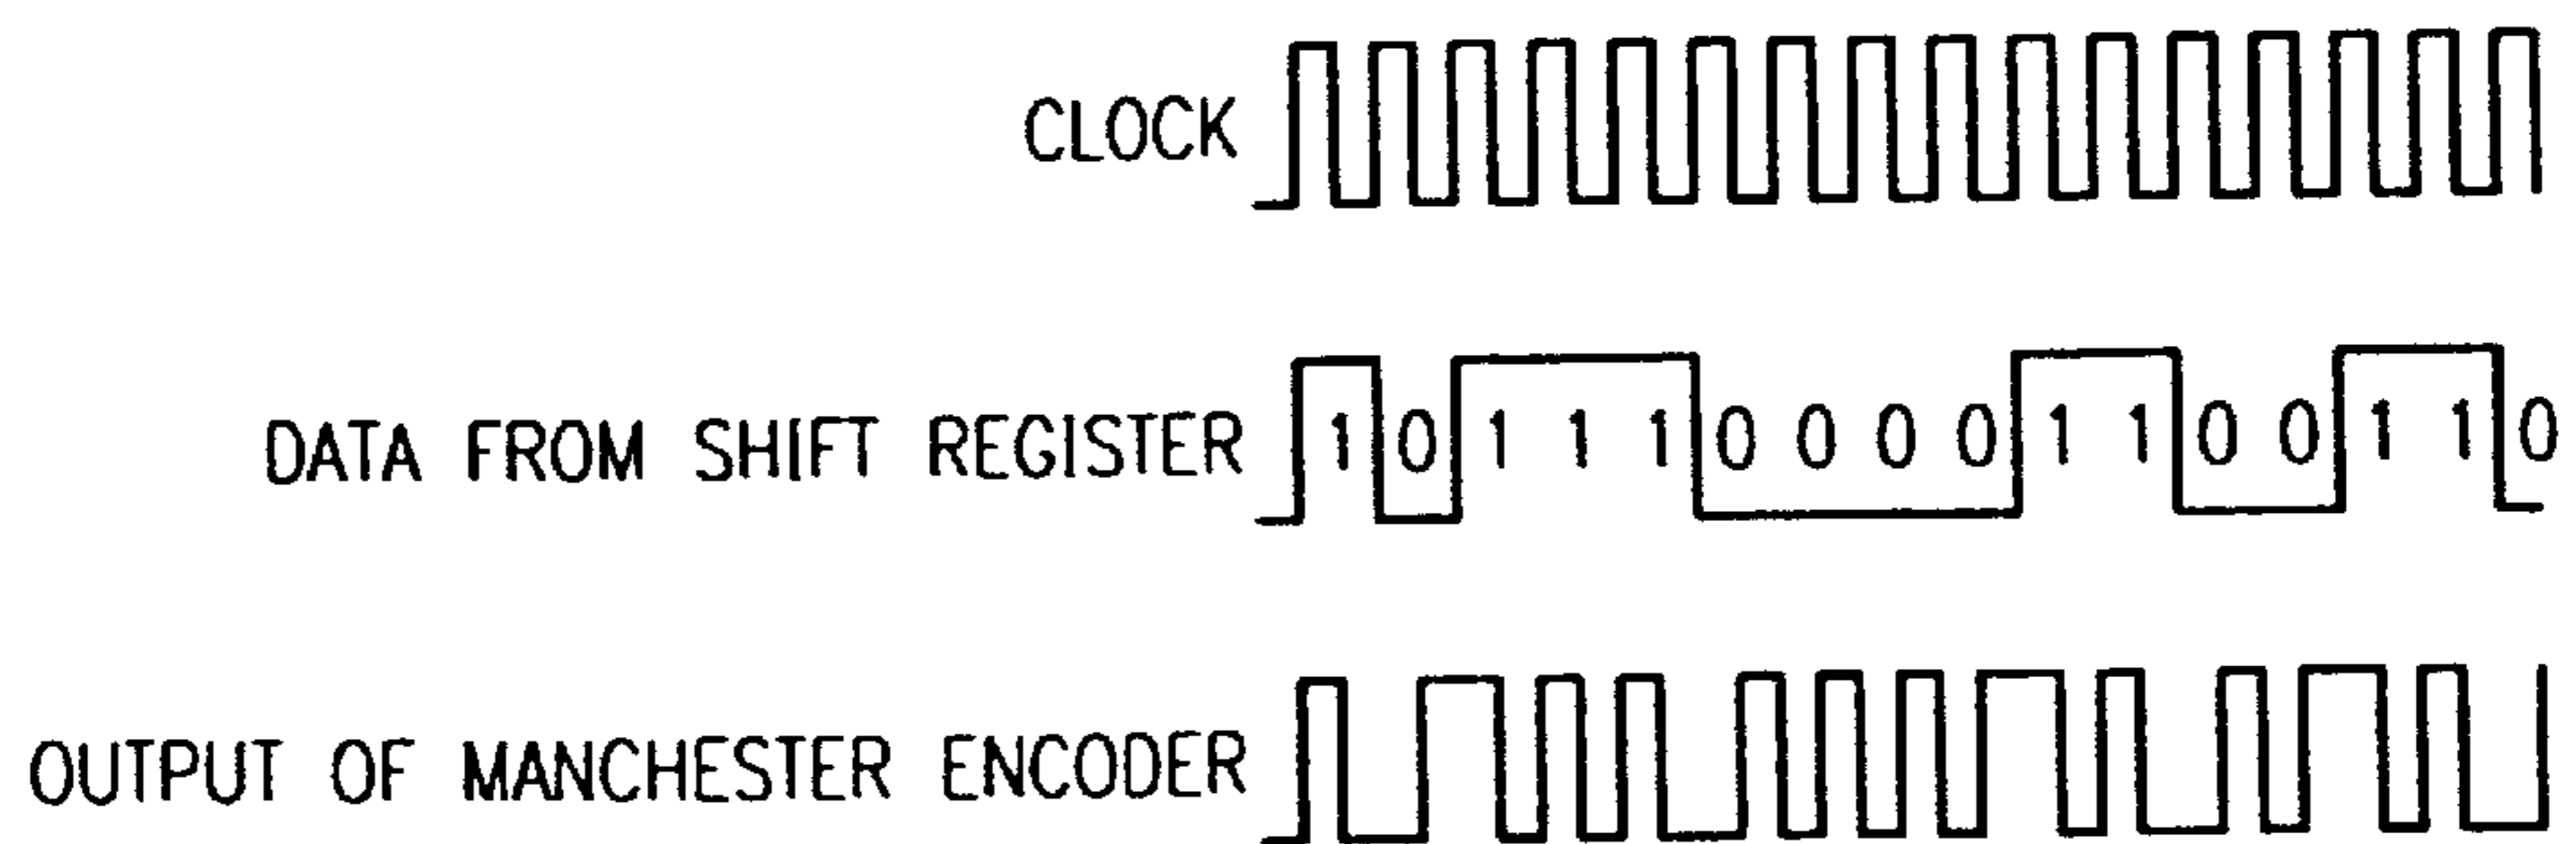 CLOCK
DATA FROM SHIFT REGISTER 1 0 1 1 1 0 0 0 0 1 1 0 0 1 1 0
OUTPUT OF MANCHESTER ENCODER